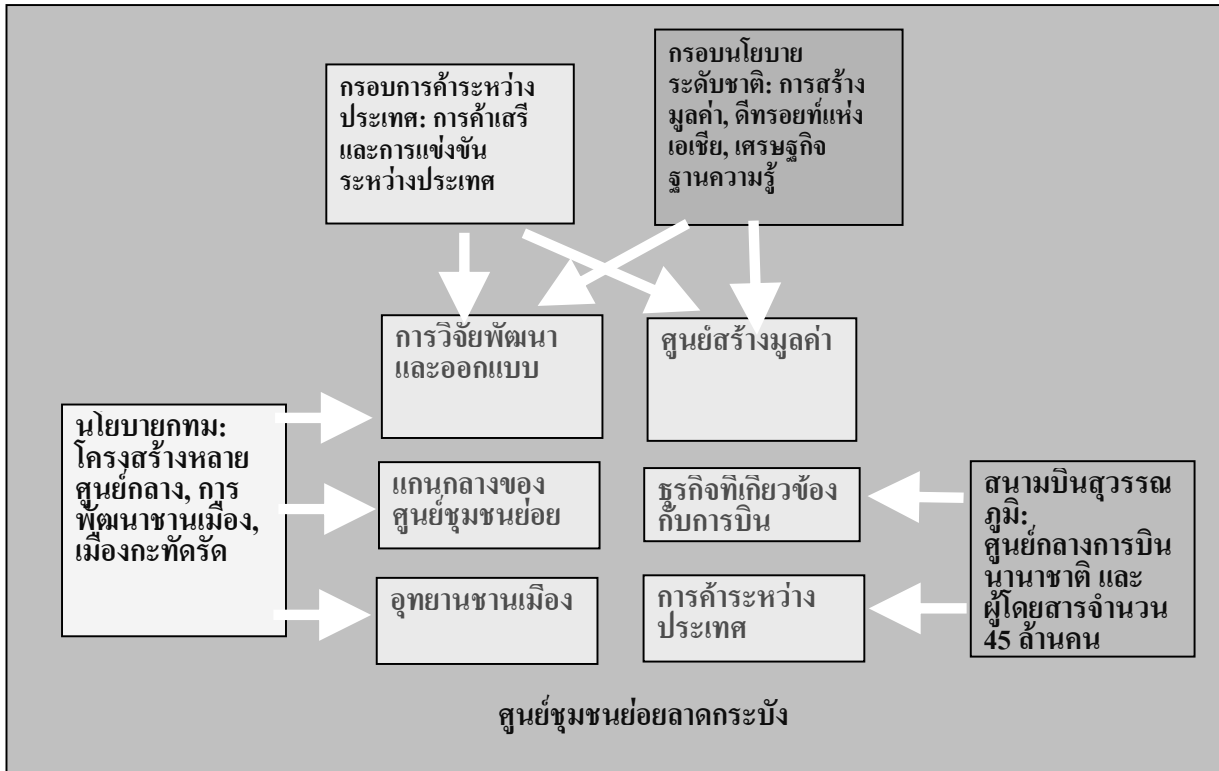 กรอบการค้าระหว่าง
ประเทศ: การค้าเสรี
และการแข่งขัน
ระหว่างประเทศ
กรอบนโยบาย
ระดับชาติ: การสร้าง
มูลค่า, ดีทรอยท์แห่ง
เอเชีย, เศรษฐกิจ
ฐานความรู้
การวิจัยพัฒนา
และออกแบบ
ศูนย์สร้างมูลค่า
นโยบายกทม:
โครงสร้างหลาย
ศูนย์กลาง, การ
พัฒนาชานเมือง,
เมืองกะทัดรัด
แกนกลางของ
ศูนย์ชุมชนย่อย
ธุรกิจที่เกี่ยวข้อง
กับการบิน
สนามบินสุวรรณ
ภูมิ:
ศูนย์กลางการบิน
นานาชาติ และ
ผู้โดยสารจำนวน
45 ล้านคน
อุทยานชานเมือง
การค้าระหว่าง
ประเทศ
ศูนย์ชุมชนย่อยลาดกระบัง